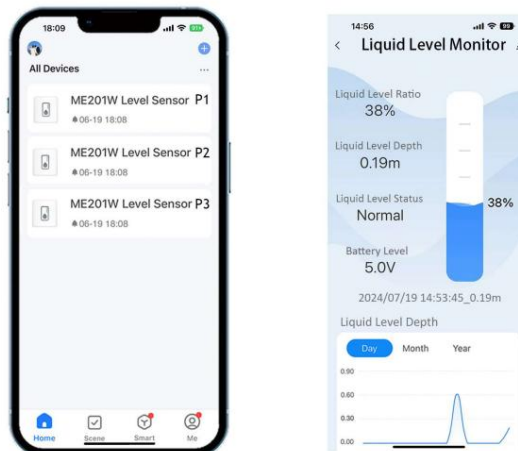 18:09
All Devices
ME201W Level Sensor P1
06-19 18:08
ME201W Level Sensor P2
06-19 18:08
ME201W Level Sensor P3
06-19 18:08
Home
Scene
Smart
Me
14:56
Liquid Level Monitor
Liquid Level Ratio
38%
Liquid Level Depth
0.19m
Liquid Level Status
Normal
38%
Battery Level
5.0V
2024/07/19 14:53:45_0.19m
Liquid Level Depth
Day Month Year
0.90
0.60
0.30
0.00